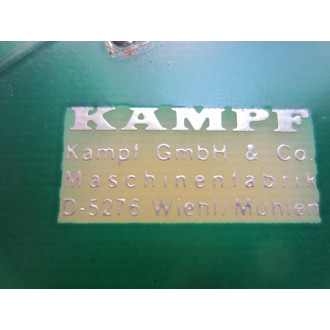 KAMPF
Kampf GmbH & Co.
Maschinenfabrik
D-5276 Wiehl/Mühlen